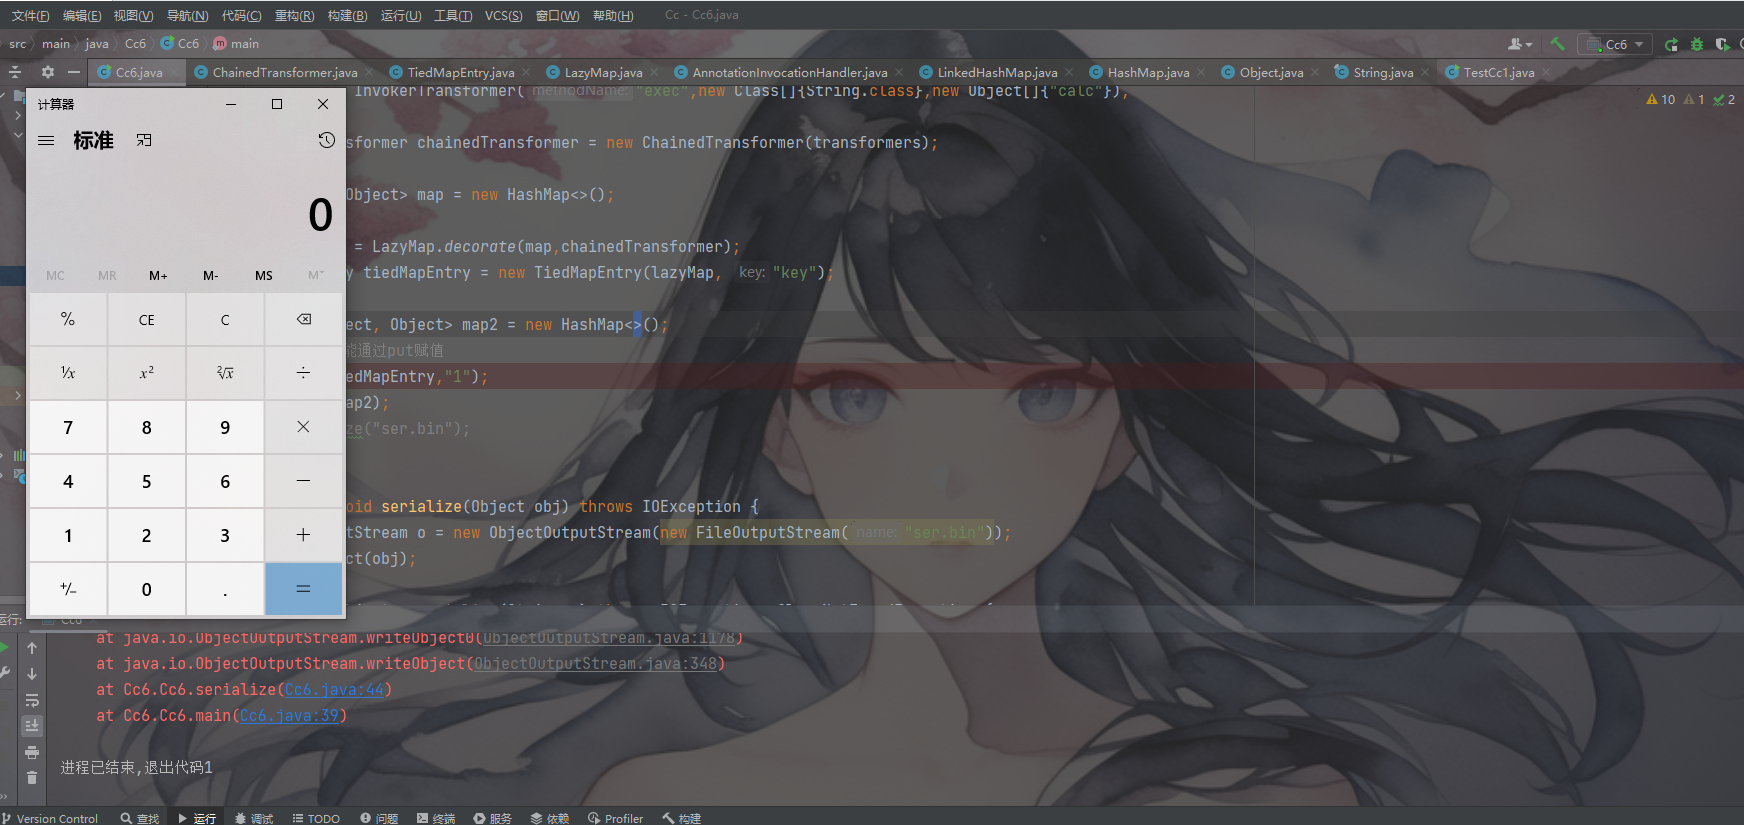 文件(F) 编辑(E) 视图(V) 导航(N) 代码(C) 重构(R) 构建(B) 运行(U) 工具(T) VCS(S) 窗口(W) 帮助(H) Cc - Cc6.java
src main java Cc6 Cc6 main Cc6
Cc6.java ChainedTransformer.java TiedMapEntry.java LazyMap.java AnnotationInvocationHandler.java LinkedHashMap.java HashMap.java Object.java String.java TestCc1.java
InvokerTransformer( methodName: "exec",new Class[]{String.class},new Object[]{"calc"}),
10 1 2
sformer chainedTransformer = new ChainedTransformer(transformers);
Object> map = new HashMap<>();
= LazyMap.decorate(map,chainedTransformer);
y tiedMapEntry = new TiedMapEntry(lazyMap, key: "key");
ect, Object> map2 = new HashMap<>();
能通过put赋值
edMapEntry,"1");
ap2);
ze("ser.bin");
oid serialize(Object obj) throws IOException {
tStream o = new ObjectOutputStream(new FileOutputStream( name: "ser.bin"));
ct(obj);
计算器
标准
0
MC MR M+ M- MS M˅
% CE C
1/x x² ²√x ÷
7 8 9 ×
4 5 6 −
1 2 3 +
+/− 0 . =
运行: Cc6
at java.io.ObjectOutputStream.writeObject0(ObjectOutputStream.java:1178)
at java.io.ObjectOutputStream.writeObject(ObjectOutputStream.java:348)
at Cc6.Cc6.serialize(Cc6.java:44)
at Cc6.Cc6.main(Cc6.java:39)
进程已结束,退出代码1
Version Control 查找 运行 调试 TODO 问题 终端 服务 依赖 Profiler 构建